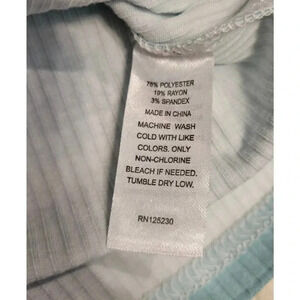 78% POLYESTER
19% RAYON
3% SPANDEX
MADE IN CHINA
MACHINE WASH
COLD WITH LIKE
COLORS. ONLY
NON-CHLORINE
BLEACH IF NEEDED.
TUMBLE DRY LOW.
RN125230